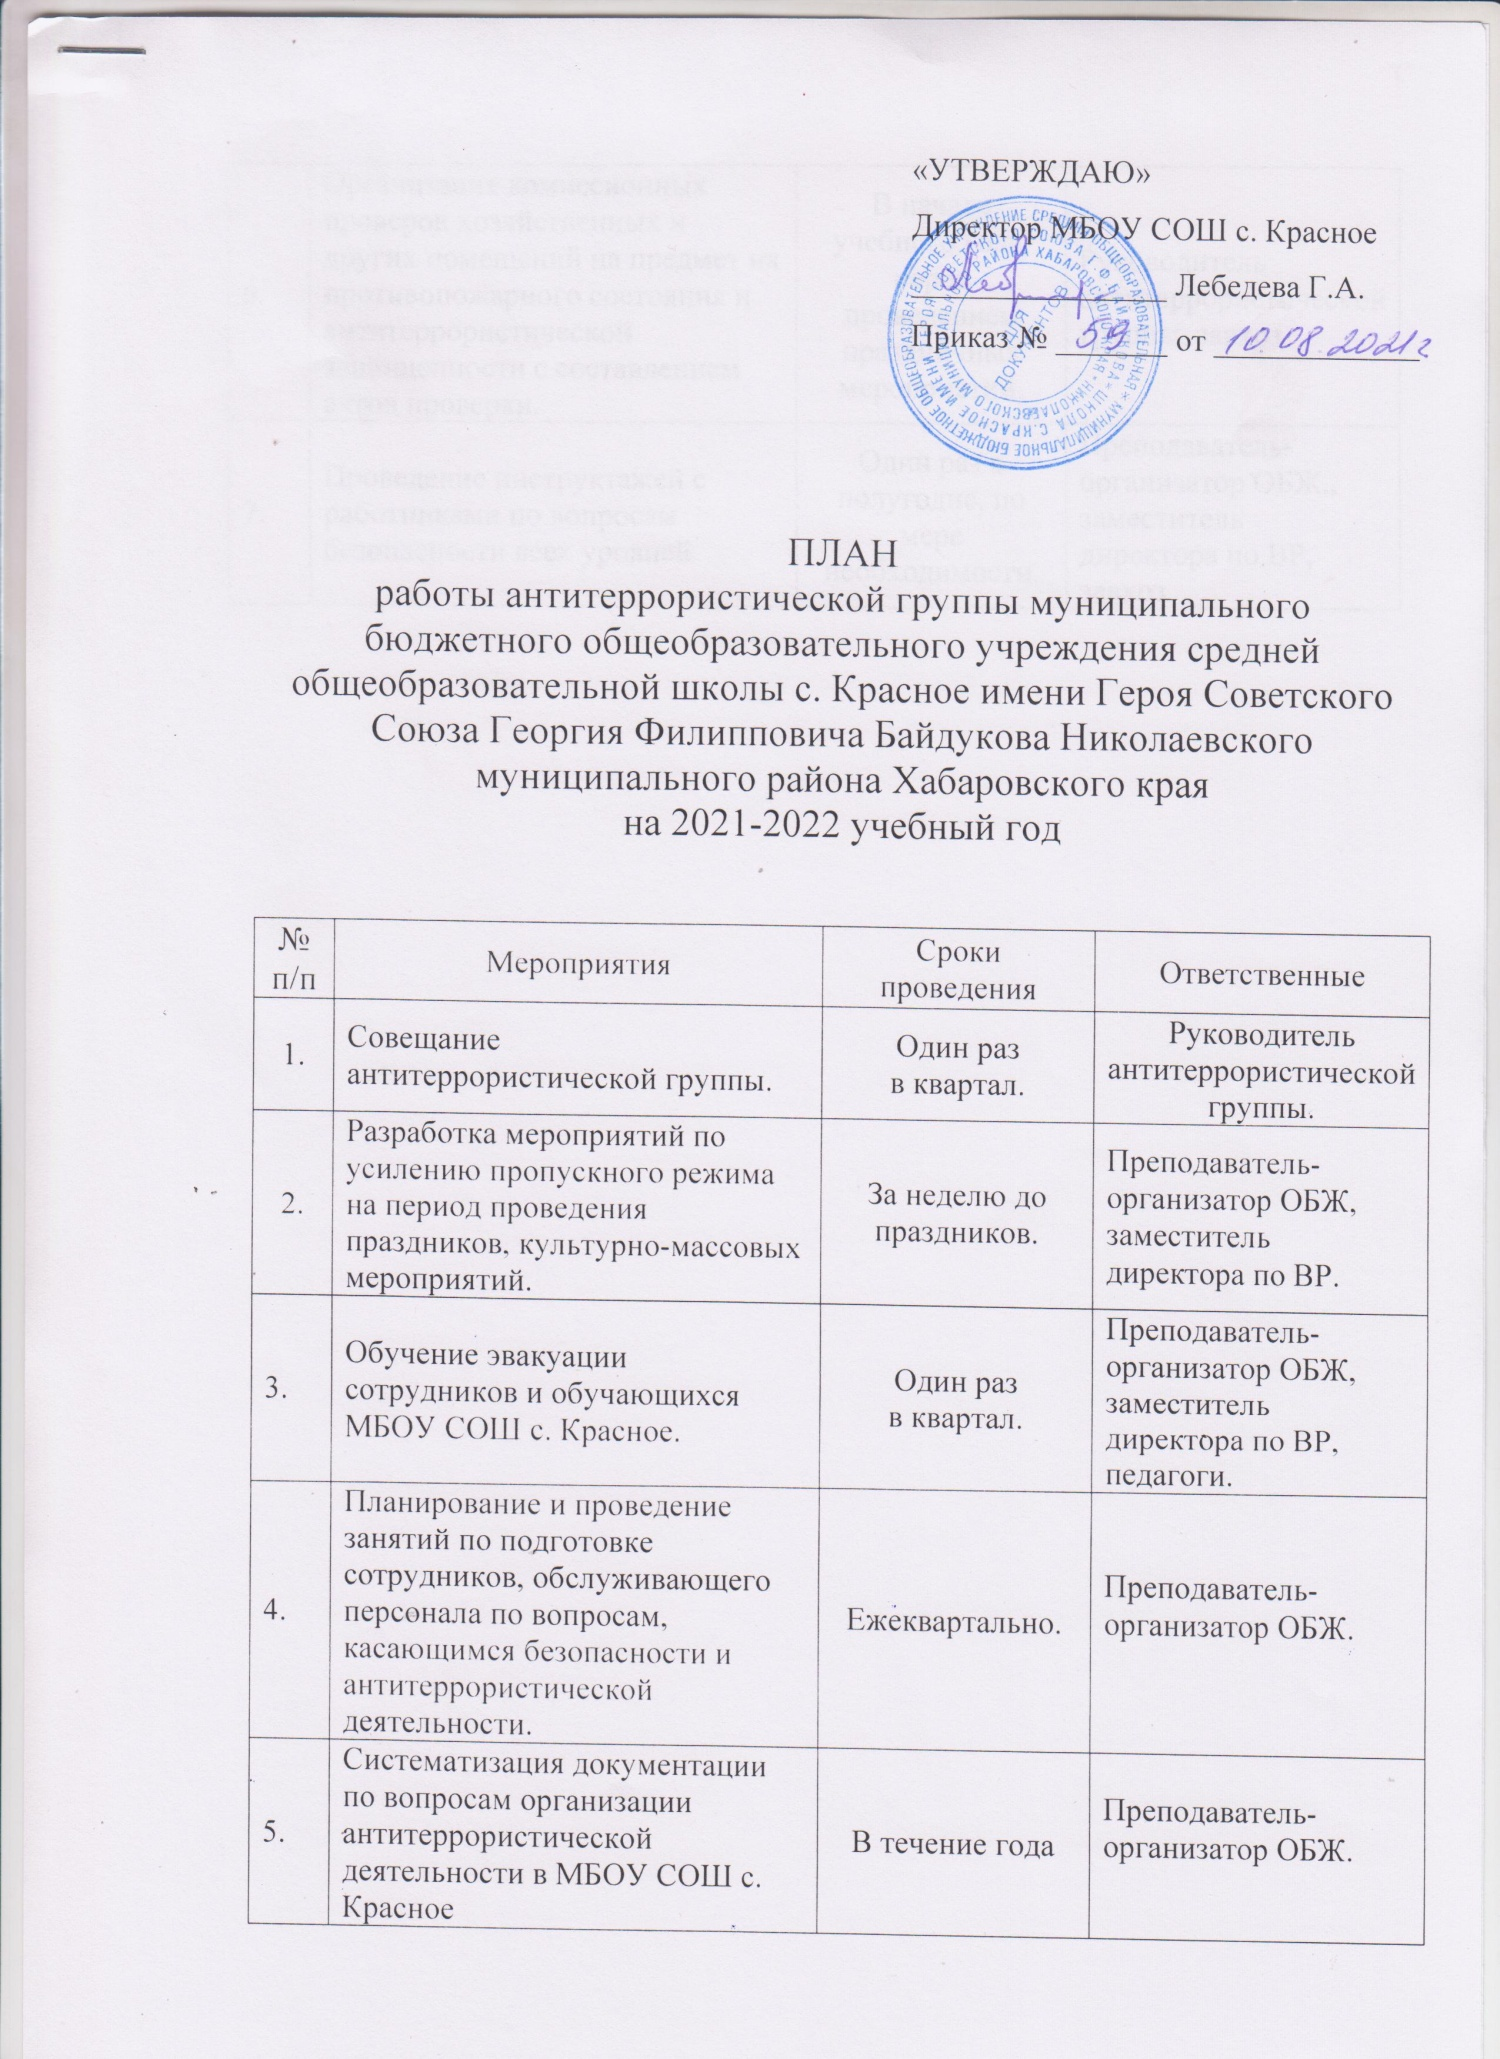 «УТВЕРЖДАЮ»
Директор МБОУ СОШ с. Красное
Лебедева Г.А.
Приказ № 59 от 10.08.2021г
ДЛЯ
ДОКУМЕНТОВ
ПЛАН
работы антитеррористической группы муниципального
бюджетного общеобразовательного учреждения средней
общеобразовательной школы с. Красное имени Героя Советского
Союза Георгия Филипповича Байдукова Николаевского
муниципального района Хабаровского края
на 2021-2022 учебный год
№
п/п
Мероприятия
Сроки
проведения
Ответственные
1.
Совещание
антитеррористической группы.
Один раз
в квартал.
Руководитель
антитеррористической
группы.
2.
Разработка мероприятий по
усилению пропускного режима
на период проведения
праздников, культурно-массовых
мероприятий.
За неделю до
праздников.
Преподаватель-
организатор ОБЖ,
заместитель
директора по ВР.
3.
Обучение эвакуации
сотрудников и обучающихся
МБОУ СОШ с. Красное.
Один раз
в квартал.
Преподаватель-
организатор ОБЖ,
заместитель
директора по ВР,
педагоги.
4.
Планирование и проведение
занятий по подготовке
сотрудников, обслуживающего
персонала по вопросам,
касающимся безопасности и
антитеррористической
деятельности.
Ежеквартально.
Преподаватель-
организатор ОБЖ.
5.
Систематизация документации
по вопросам организации
антитеррористической
деятельности в МБОУ СОШ с.
Красное
В течение года
Преподаватель-
организатор ОБЖ.